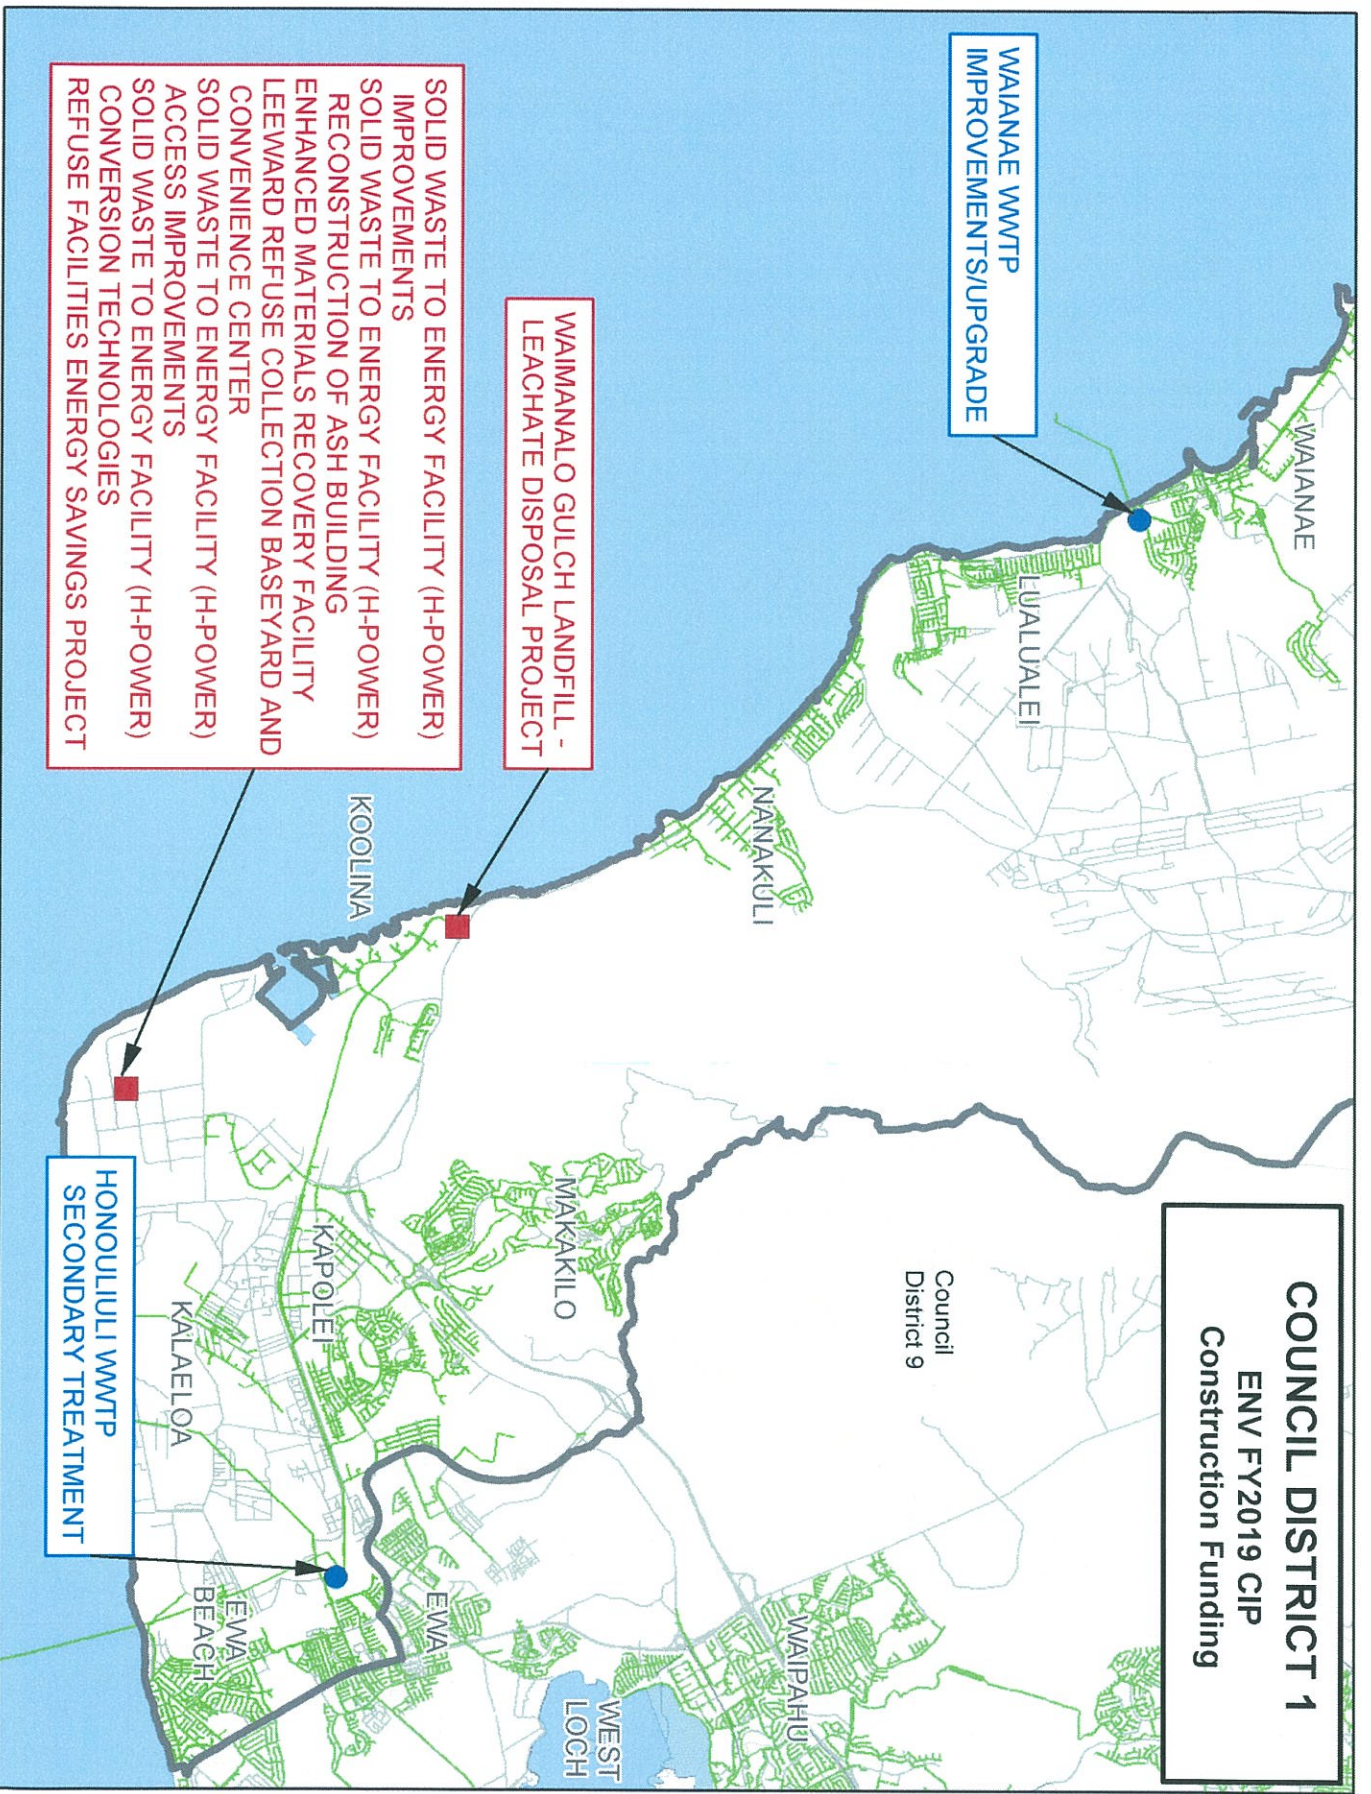 COUNCIL DISTRICT 1
ENV FY2019 CIP
Construction Funding
WAIANAE WWTP
IMPROVEMENTS/UPGRADE
WAIANAE
LUALUALEI
NANAKULI
Council
District 9
WAIMANALO GULCH LANDFILL -
LEACHATE DISPOSAL PROJECT
SOLID WASTE TO ENERGY FACILITY (H-POWER)
IMPROVEMENTS
SOLID WASTE TO ENERGY FACILITY (H-POWER)
RECONSTRUCTION OF ASH BUILDING
ENHANCED MATERIALS RECOVERY FACILITY
LEEWARD REFUSE COLLECTION BASEYARD AND
CONVENIENCE CENTER
SOLID WASTE TO ENERGY FACILITY (H-POWER)
ACCESS IMPROVEMENTS
SOLID WASTE TO ENERGY FACILITY (H-POWER)
CONVERSION TECHNOLOGIES
REFUSE FACILITIES ENERGY SAVINGS PROJECT
KOOLINA
MAKAKILO
KAPOLEI
KALAELOA
WAIPAHU
WEST
LOCH
EWA
EWA
BEACH
HONOULIULI WWTP
SECONDARY TREATMENT